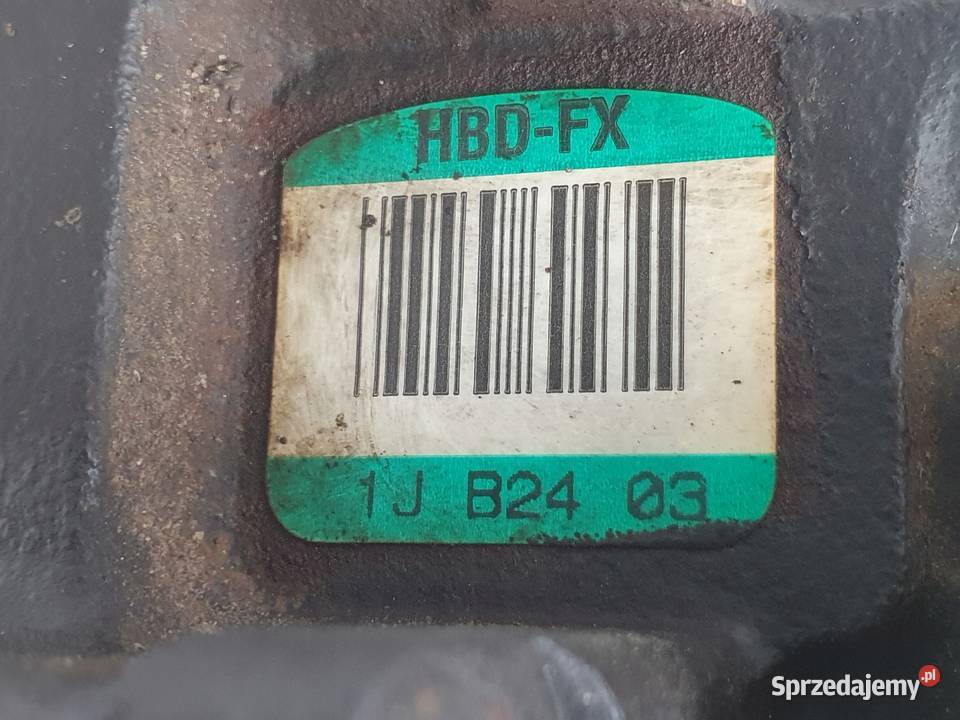 HBD-FX
1J B24 03
Sprzedajemy.pl